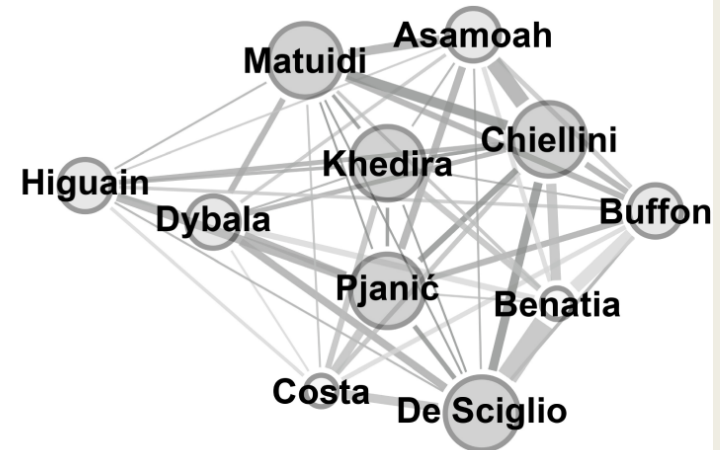 Asamoah
Matuidi
Chiellini
Khedira
Higuain
Dybala
Buffon
Pjanić
Benatia
Costa
De Sciglio